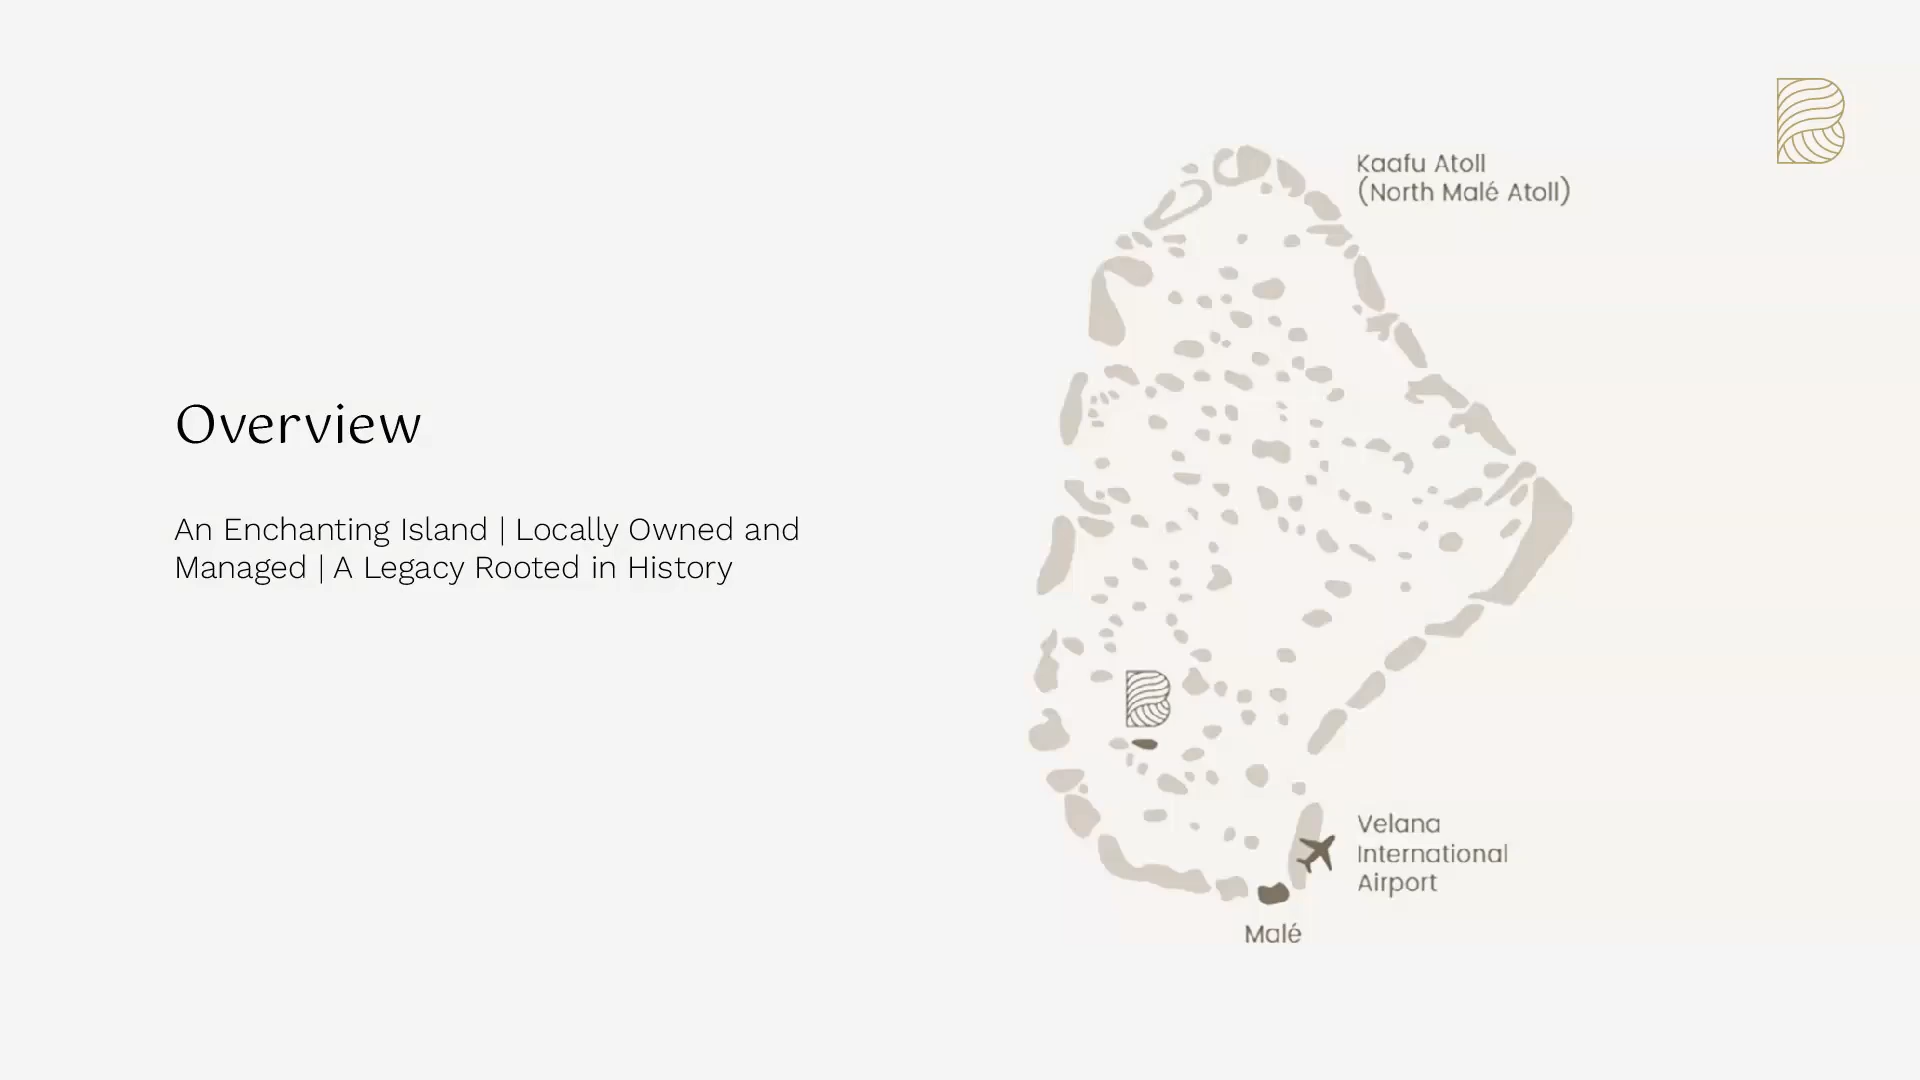 Overview
An Enchanting Island | Locally Owned and
Managed | A Legacy Rooted in History
B
Kaafu Atoll
(North Malé Atoll)
B
Velana
International
Airport
Malé